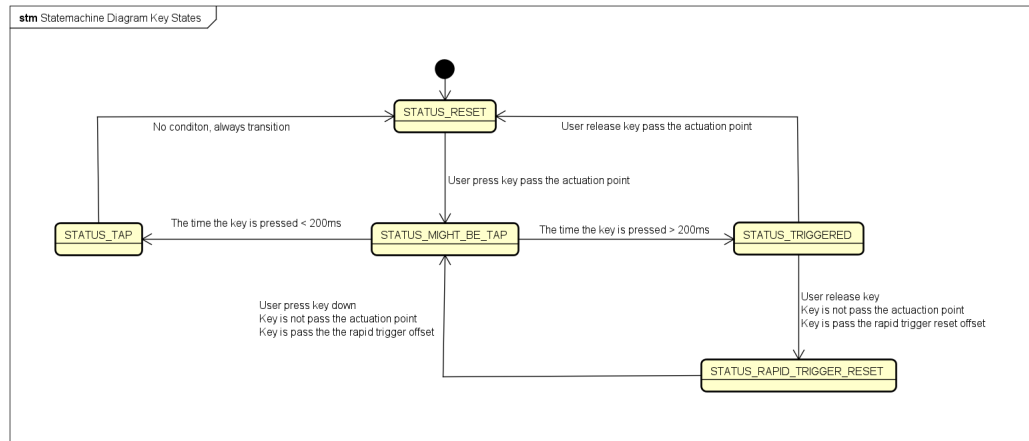 stm Statemachine Diagram Key States
STATUS_RESET
No conditon, always transition
User release key pass the actuation point
User press key pass the actuation point
STATUS_TAP
The time the key is pressed < 200ms
STATUS_MIGHT_BE_TAP
The time the key is pressed > 200ms
STATUS_TRIGGERED
User press key down
Key is not pass the actuation point
Key is pass the the rapid trigger offset
User release key
Key is not pass the actuaction point
Key is pass the rapid trigger reset offset
STATUS_RAPID_TRIGGER_RESET